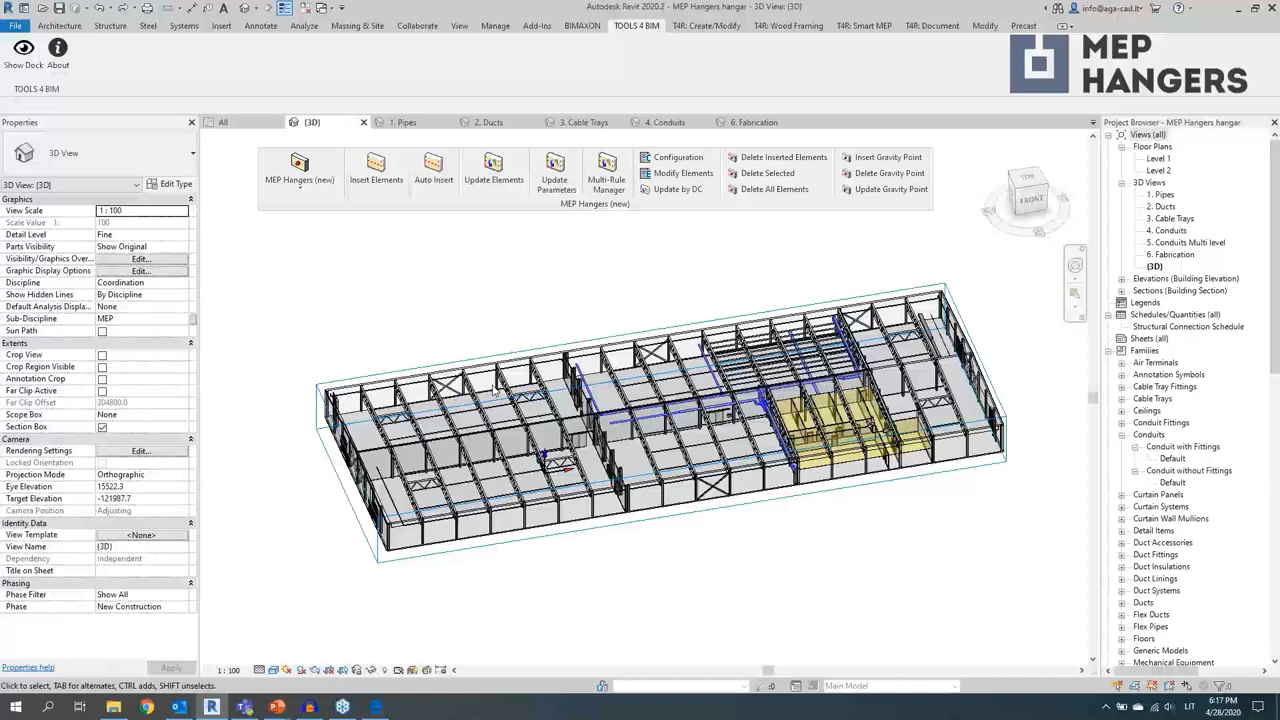 Autodesk Revit 2020.2 - MEP Hangers hangar - 3D View: {3D}
info@aga-cad.lt
File Architecture Structure Steel Systems Insert Annotate Analyze Massing & Site Collaborate View Manage Add-Ins BIMAXON TOOLS 4 BIM T4R: Create/Modify T4R: Wood Framing T4R: Smart MEP T4R: Document Modify Precast
Show Dock About
TOOLS 4 BIM
MEP
HANGERS
Properties
All {3D} 1. Pipes 2. Ducts 3. Cable Trays 4. Conduits 6. Fabrication
3D View
3D View: {3D} Edit Type
Graphics
View Scale 1 : 100
Scale Value 1: 100
Detail Level Fine
Parts Visibility Show Original
Visibility/Graphics Over... Edit...
Graphic Display Options Edit...
Discipline Coordination
Show Hidden Lines By Discipline
Default Analysis Displa... None
Sub-Discipline MEP
Sun Path
Extents
Crop View
Crop Region Visible
Annotation Crop
Far Clip Active
Far Clip Offset 304800.0
Scope Box None
Section Box
Camera
Rendering Settings Edit...
Locked Orientation
Projection Mode Orthographic
Eye Elevation 15522.3
Target Elevation -121987.7
Camera Position Adjusting
Identity Data
View Template <None>
View Name {3D}
Dependency Independent
Title on Sheet
Phasing
Phase Filter Show All
Phase New Construction
Properties help Apply
MEP Hangers (new)
Insert Elements
Auto Insert
Update Elements
Update
Parameters
Multi-Rule
Manager
Configuration
Modify Elements
Update by DC
Delete Inserted Elements
Delete Selected
Delete All Elements
Insert Gravity Point
Delete Gravity Point
Update Gravity Point
MEP Hangers (new)
TOP
FRONT
Project Browser - MEP Hangers hangar
Views (all)
Floor Plans
Level 1
Level 2
3D Views
1. Pipes
2. Ducts
3. Cable Trays
4. Conduits
5. Conduits Multi level
6. Fabrication
{3D}
Elevations (Building Elevation)
Sections (Building Section)
Legends
Schedules/Quantities (all)
Structural Connection Schedule
Sheets (all)
Families
Air Terminals
Annotation Symbols
Cable Tray Fittings
Cable Trays
Ceilings
Conduit Fittings
Conduits
Conduit with Fittings
Default
Conduit without Fittings
Default
Curtain Panels
Curtain Systems
Curtain Wall Mullions
Detail Items
Duct Accessories
Duct Fittings
Duct Insulations
Duct Linings
Duct Systems
Ducts
Flex Ducts
Flex Pipes
Floors
Generic Models
Mechanical Equipment
1 : 100
Click to select, TAB for alternates, CTRL adds, SHIFT unselects.
:0
Main Model
:0
LIT
6:17 PM
4/28/2020